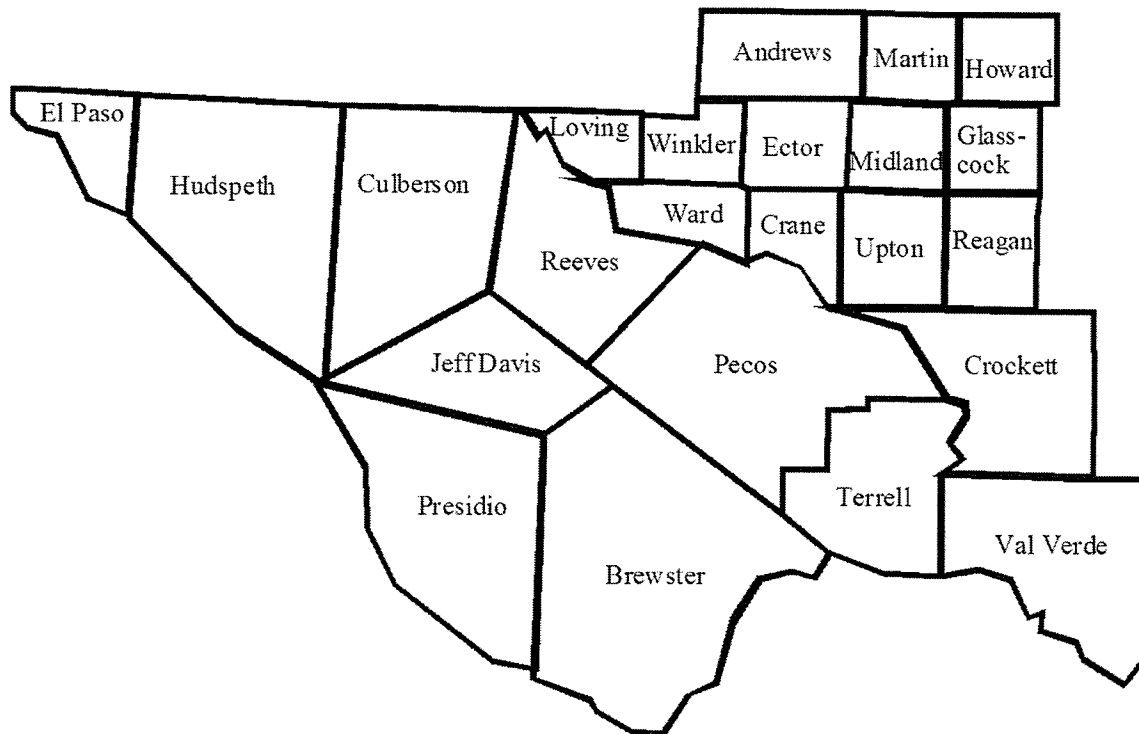 Andrews
Martin
Howard
El Paso
Loving
Winkler
Ector
Midland
Glass-
cock
Hudspeth
Culberson
Ward
Crane
Upton
Reagan
Reeves
Jeff Davis
Pecos
Crockett
Presidio
Terrell
Val Verde
Brewster